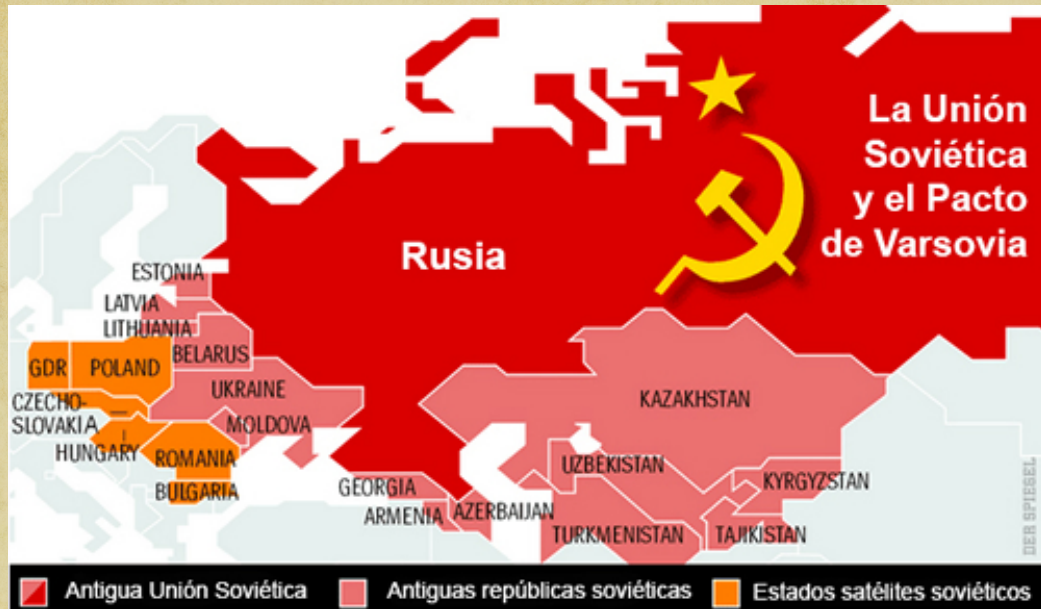 La Unión
Soviética
y el Pacto
de Varsovia
Rusia
ESTONIA
LATVIA
LITHUANIA
BELARUS
GDR
POLAND
UKRAINE
CZECHO-
SLOVAKIA
MOLDOVA
HUNGARY
ROMANIA
BULGARIA
KAZAKHSTAN
UZBEKISTAN
KYRGYZSTAN
GEORGIA
ARMENIA
AZERBAIJAN
TURKMENISTAN
TAJIKISTAN
DER SPIEGEL
Antigua Unión Soviética
Antiguas repúblicas soviéticas
Estados satélites soviéticos